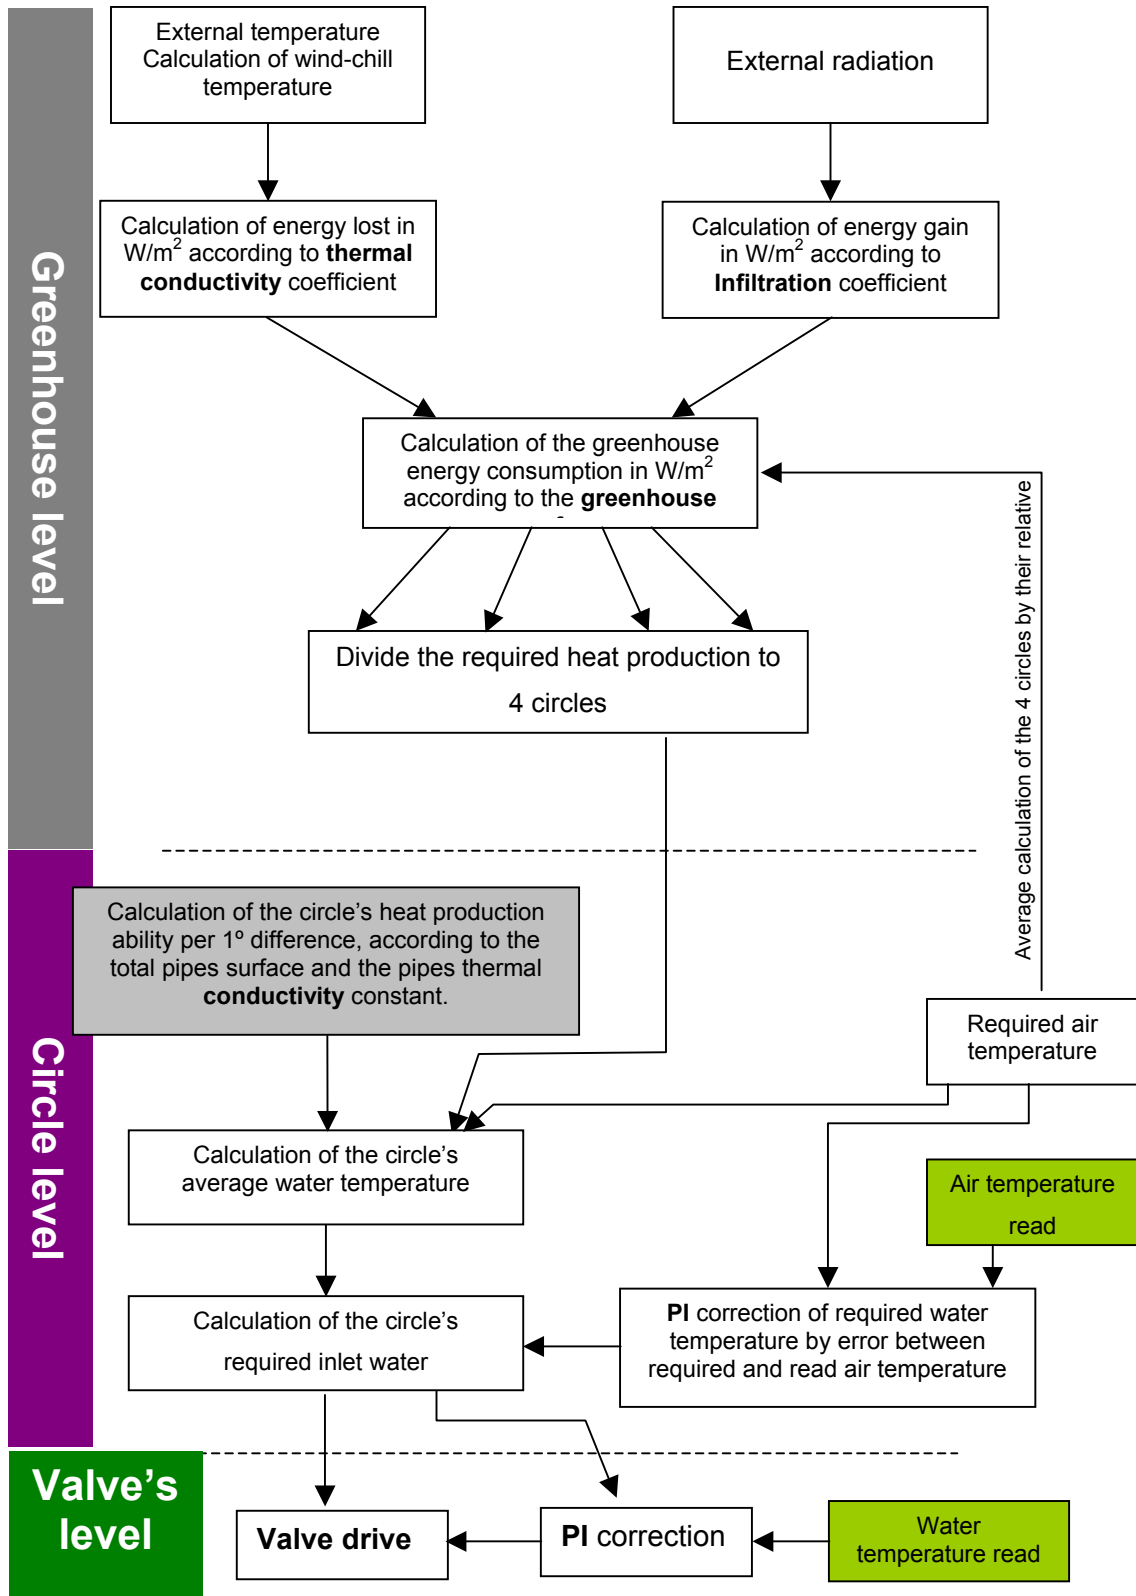 External temperature
Calculation of wind-chill
temperature
External radiation
Calculation of energy lost in
W/m² according to thermal
conductivity coefficient
Calculation of energy gain
in W/m² according to
Infiltration coefficient
Greenhouse level
Calculation of the greenhouse
energy consumption in W/m²
according to the greenhouse
Average calculation of the 4 circles by their relative
Divide the required heat production to
4 circles
Circle level
Calculation of the circle’s heat production
ability per 1º difference, according to the
total pipes surface and the pipes thermal
conductivity constant.
Required air
temperature
Calculation of the circle’s
average water temperature
Air temperature
read
Calculation of the circle’s
required inlet water
PI correction of required water
temperature by error between
required and read air temperature
Valve’s
level
Valve drive
PI correction
Water
temperature read